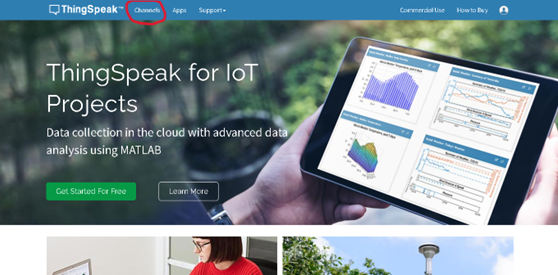 ThingSpeak™
Channels
Apps
Support
Commercial Use
How to Buy
ThingSpeak for IoT
Projects
Data collection in the cloud with advanced data
analysis using MATLAB
Get Started For Free
Learn More